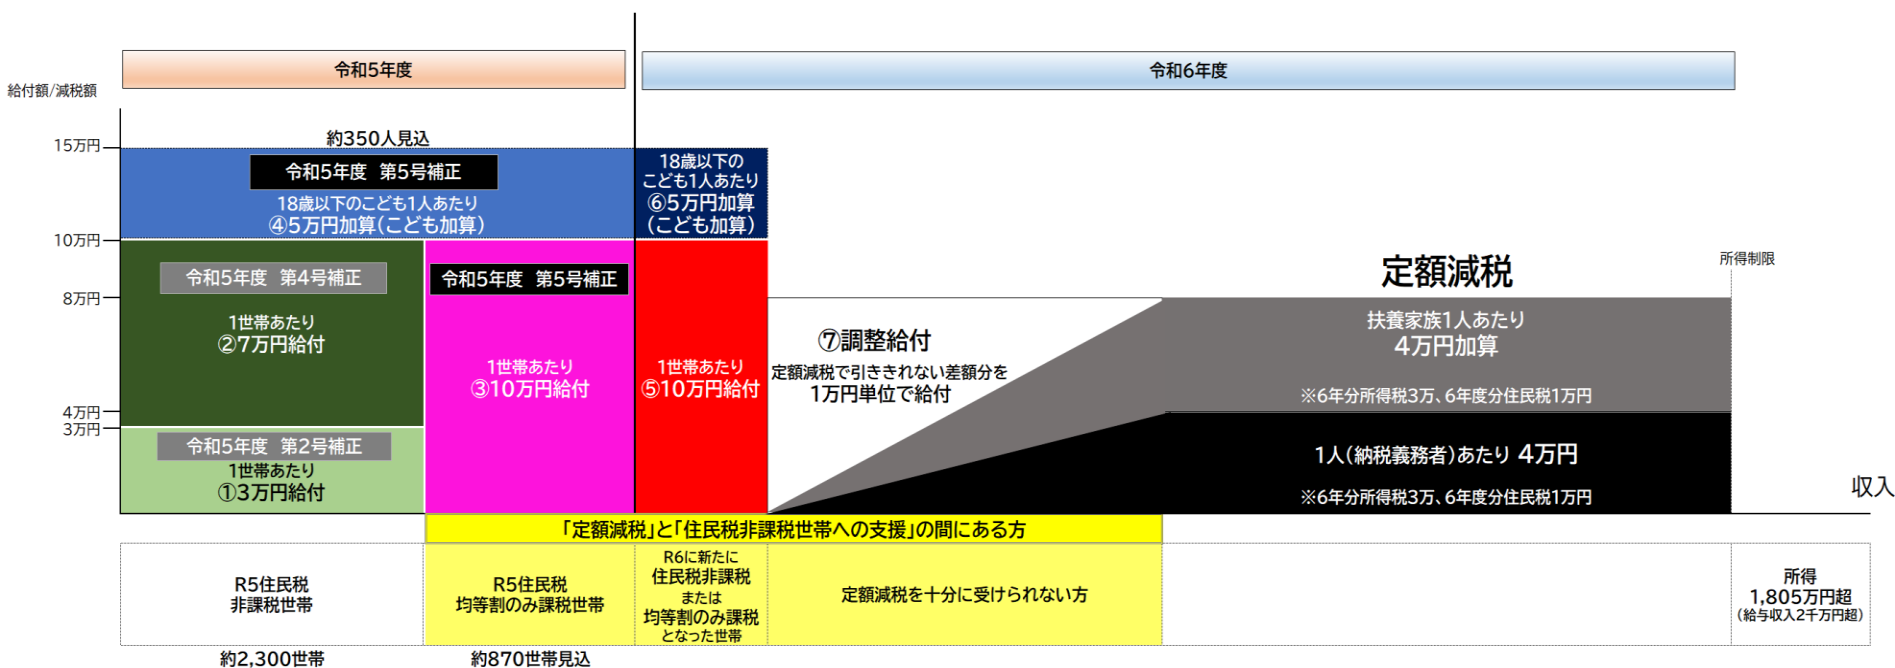 令和5年度
令和6年度
給付額/減税額
15万円
10万円
8万円
4万円
3万円
約350人見込
令和5年度　第5号補正
18歳以下のこども1人あたり
④5万円加算(こども加算)
18歳以下の
こども1人あたり
⑥5万円加算
(こども加算)
令和5年度　第4号補正
1世帯あたり
②7万円給付
令和5年度　第2号補正
1世帯あたり
①3万円給付
令和5年度　第5号補正
1世帯あたり
③10万円給付
1世帯あたり
⑤10万円給付
⑦調整給付
定額減税で引ききれない差額分を
1万円単位で給付
定額減税
扶養家族1人あたり
4万円加算
※6年分所得税3万、6年度分住民税1万円
1人(納税義務者)あたり 4万円
※6年分所得税3万、6年度分住民税1万円
所得制限
収入
「定額減税」と「住民税非課税世帯への支援」の間にある方
R5住民税
非課税世帯
R5住民税
均等割のみ課税世帯
R6に新たに
住民税非課税
または
均等割のみ課税
となった世帯
定額減税を十分に受けられない方
所得
1,805万円超
(給与収入2千万円超)
約2,300世帯
約870世帯見込